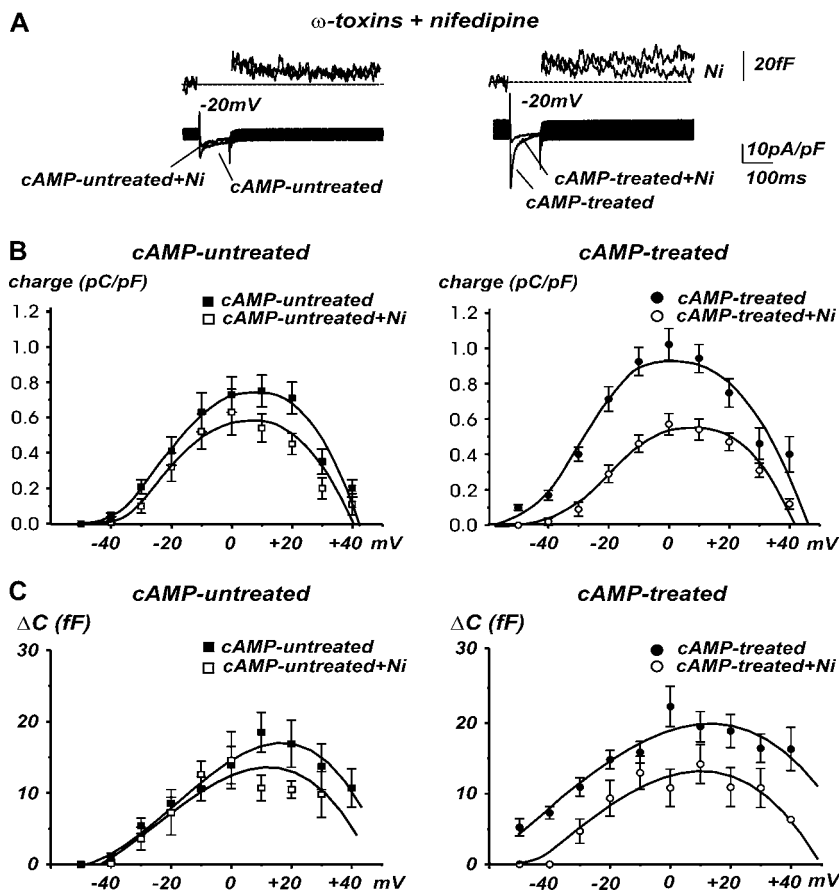 A
ω-toxins + nifedipine
Ni
20fF
-20mV
-20mV
cAMP-untreated+Ni
cAMP-untreated
cAMP-treated+Ni
cAMP-treated
10pA/pF
100ms
B
cAMP-untreated
cAMP-treated
charge (pC/pF)
charge (pC/pF)
cAMP-untreated
cAMP-untreated+Ni
cAMP-treated
cAMP-treated+Ni
1.2
1.0
0.8
0.6
0.4
0.2
0.0
-40 -20 0 +20 +40 mV
1.2
1.0
0.8
0.6
0.4
0.2
0.0
-40 -20 0 +20 +40 mV
C
cAMP-untreated
cAMP-treated
ΔC (fF)
ΔC (fF)
cAMP-untreated
cAMP-untreated+Ni
cAMP-treated
cAMP-treated+Ni
30
20
10
0
-40 -20 0 +20 +40 mV
30
20
10
0
-40 -20 0 +20 +40 mV